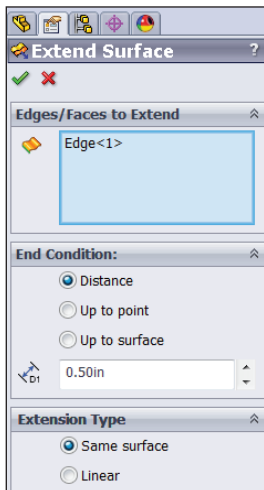 Extend Surface ?
Edges/Faces to Extend
Edge<1>
End Condition:
Distance
Up to point
Up to surface
D1 0.50in
Extension Type
Same surface
Linear